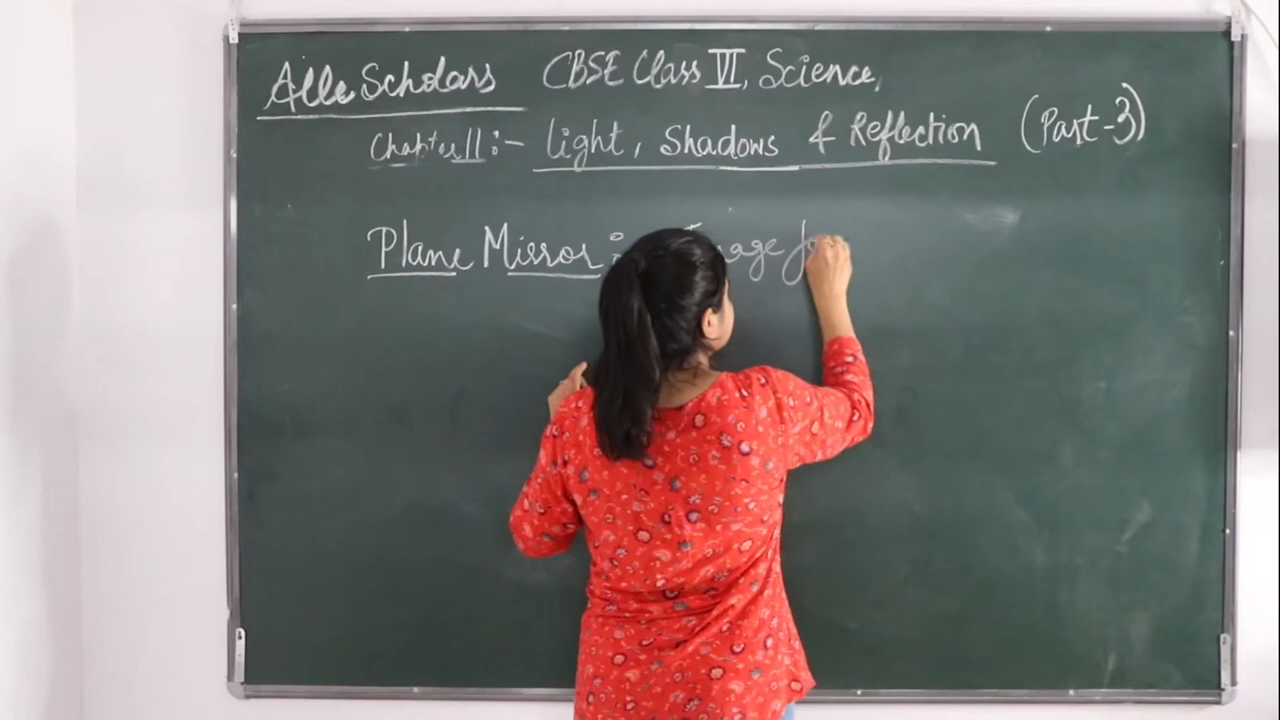 Alle Scholars CBSE Class VI, Science,
Chapter 11 :- Light, Shadows & Reflection (Part-3)
Plane Mirror :